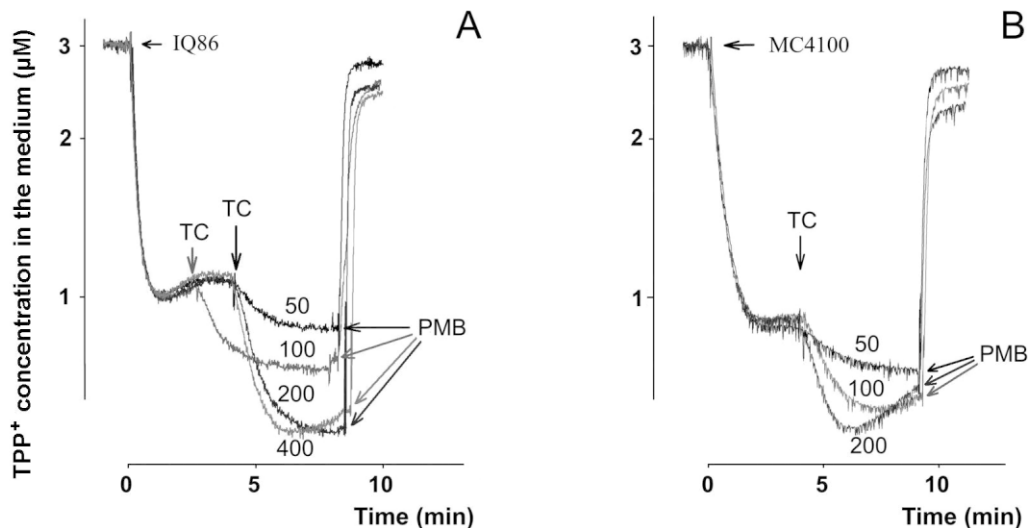 A
TPP+ concentration in the medium (µM)
3
2
1
IQ86
TC
TC
50
100
200
400
PMB
0
5
10
Time (min)
B
3
2
1
MC4100
TC
50
100
200
PMB
0
5
10
Time (min)